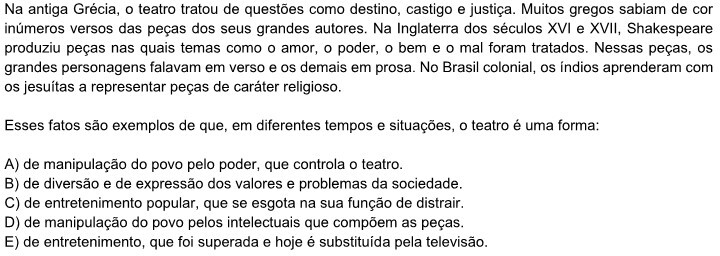 Na antiga Grécia, o teatro tratou de questões como destino, castigo e justiça. Muitos gregos sabiam de cor
inúmeros versos das peças dos seus grandes autores. Na Inglaterra dos séculos XVI e XVII, Shakespeare
produziu peças nas quais temas como o amor, o poder, o bem e o mal foram tratados. Nessas peças, os
grandes personagens falavam em verso e os demais em prosa. No Brasil colonial, os índios aprenderam com
os jesuítas a representar peças de caráter religioso.
Esses fatos são exemplos de que, em diferentes tempos e situações, o teatro é uma forma:
A) de manipulação do povo pelo poder, que controla o teatro.
B) de diversão e de expressão dos valores e problemas da sociedade.
C) de entretenimento popular, que se esgota na sua função de distrair.
D) de manipulação do povo pelos intelectuais que compõem as peças.
E) de entretenimento, que foi superada e hoje é substituída pela televisão.